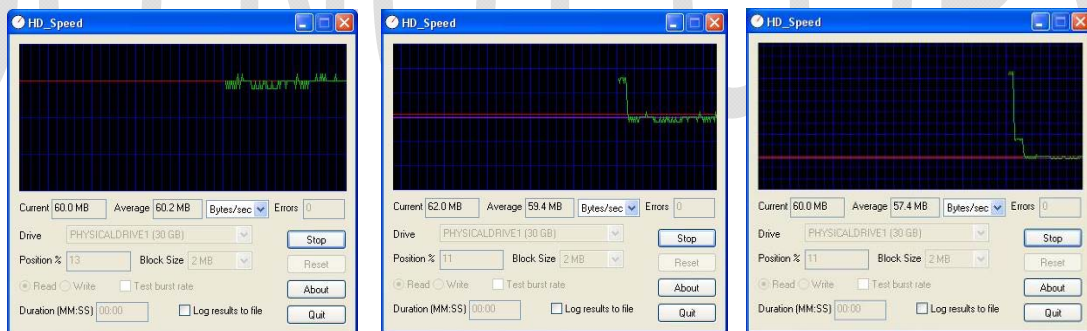 HD_Speed
Current 60.0 MB Average 60.2 MB Bytes/sec Errors 0
Drive PHYSICALDRIVE1 (30 GB) Stop
Position % 13 Block Size 2 MB Reset
Read Write Test burst rate About
Duration (MM:SS) 00:00 Log results to file Quit
HD_Speed
Current 62.0 MB Average 59.4 MB Bytes/sec Errors 0
Drive PHYSICALDRIVE1 (30 GB) Stop
Position % 11 Block Size 2 MB Reset
Read Write Test burst rate About
Duration (MM:SS) 00:00 Log results to file Quit
HD_Speed
Current 60.0 MB Average 57.4 MB Bytes/sec Errors 0
Drive PHYSICALDRIVE1 (30 GB) Stop
Position % 11 Block Size 2 MB Reset
Read Write Test burst rate About
Duration (MM:SS) 00:00 Log results to file Quit